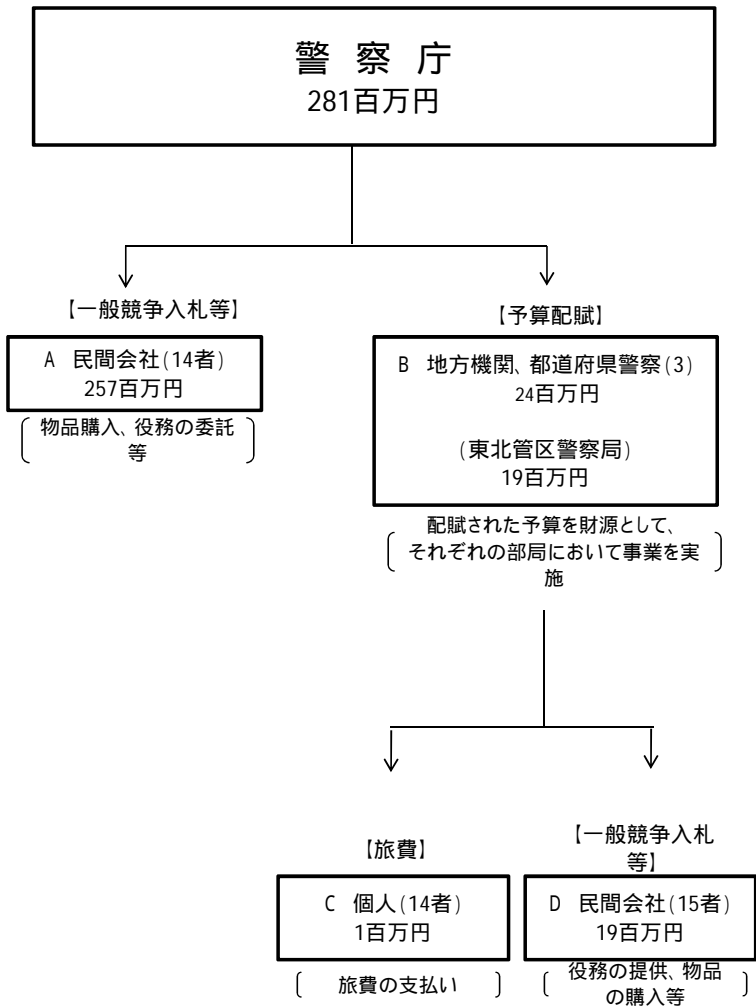 警 察 庁
281百万円
【一般競争入札等】
A 民間会社(14者)
257百万円
物品購入、役務の委託
等
【予算配賦】
B 地方機関、都道府県警察(3)
24百万円
(東北管区警察局)
19百万円
配賦された予算を財源として、
それぞれの部局において事業を実
施
【旅費】
C 個人(14者)
1百万円
旅費の支払い
【一般競争入札
等】
D 民間会社(15者)
19百万円
役務の提供、物品
の購入等